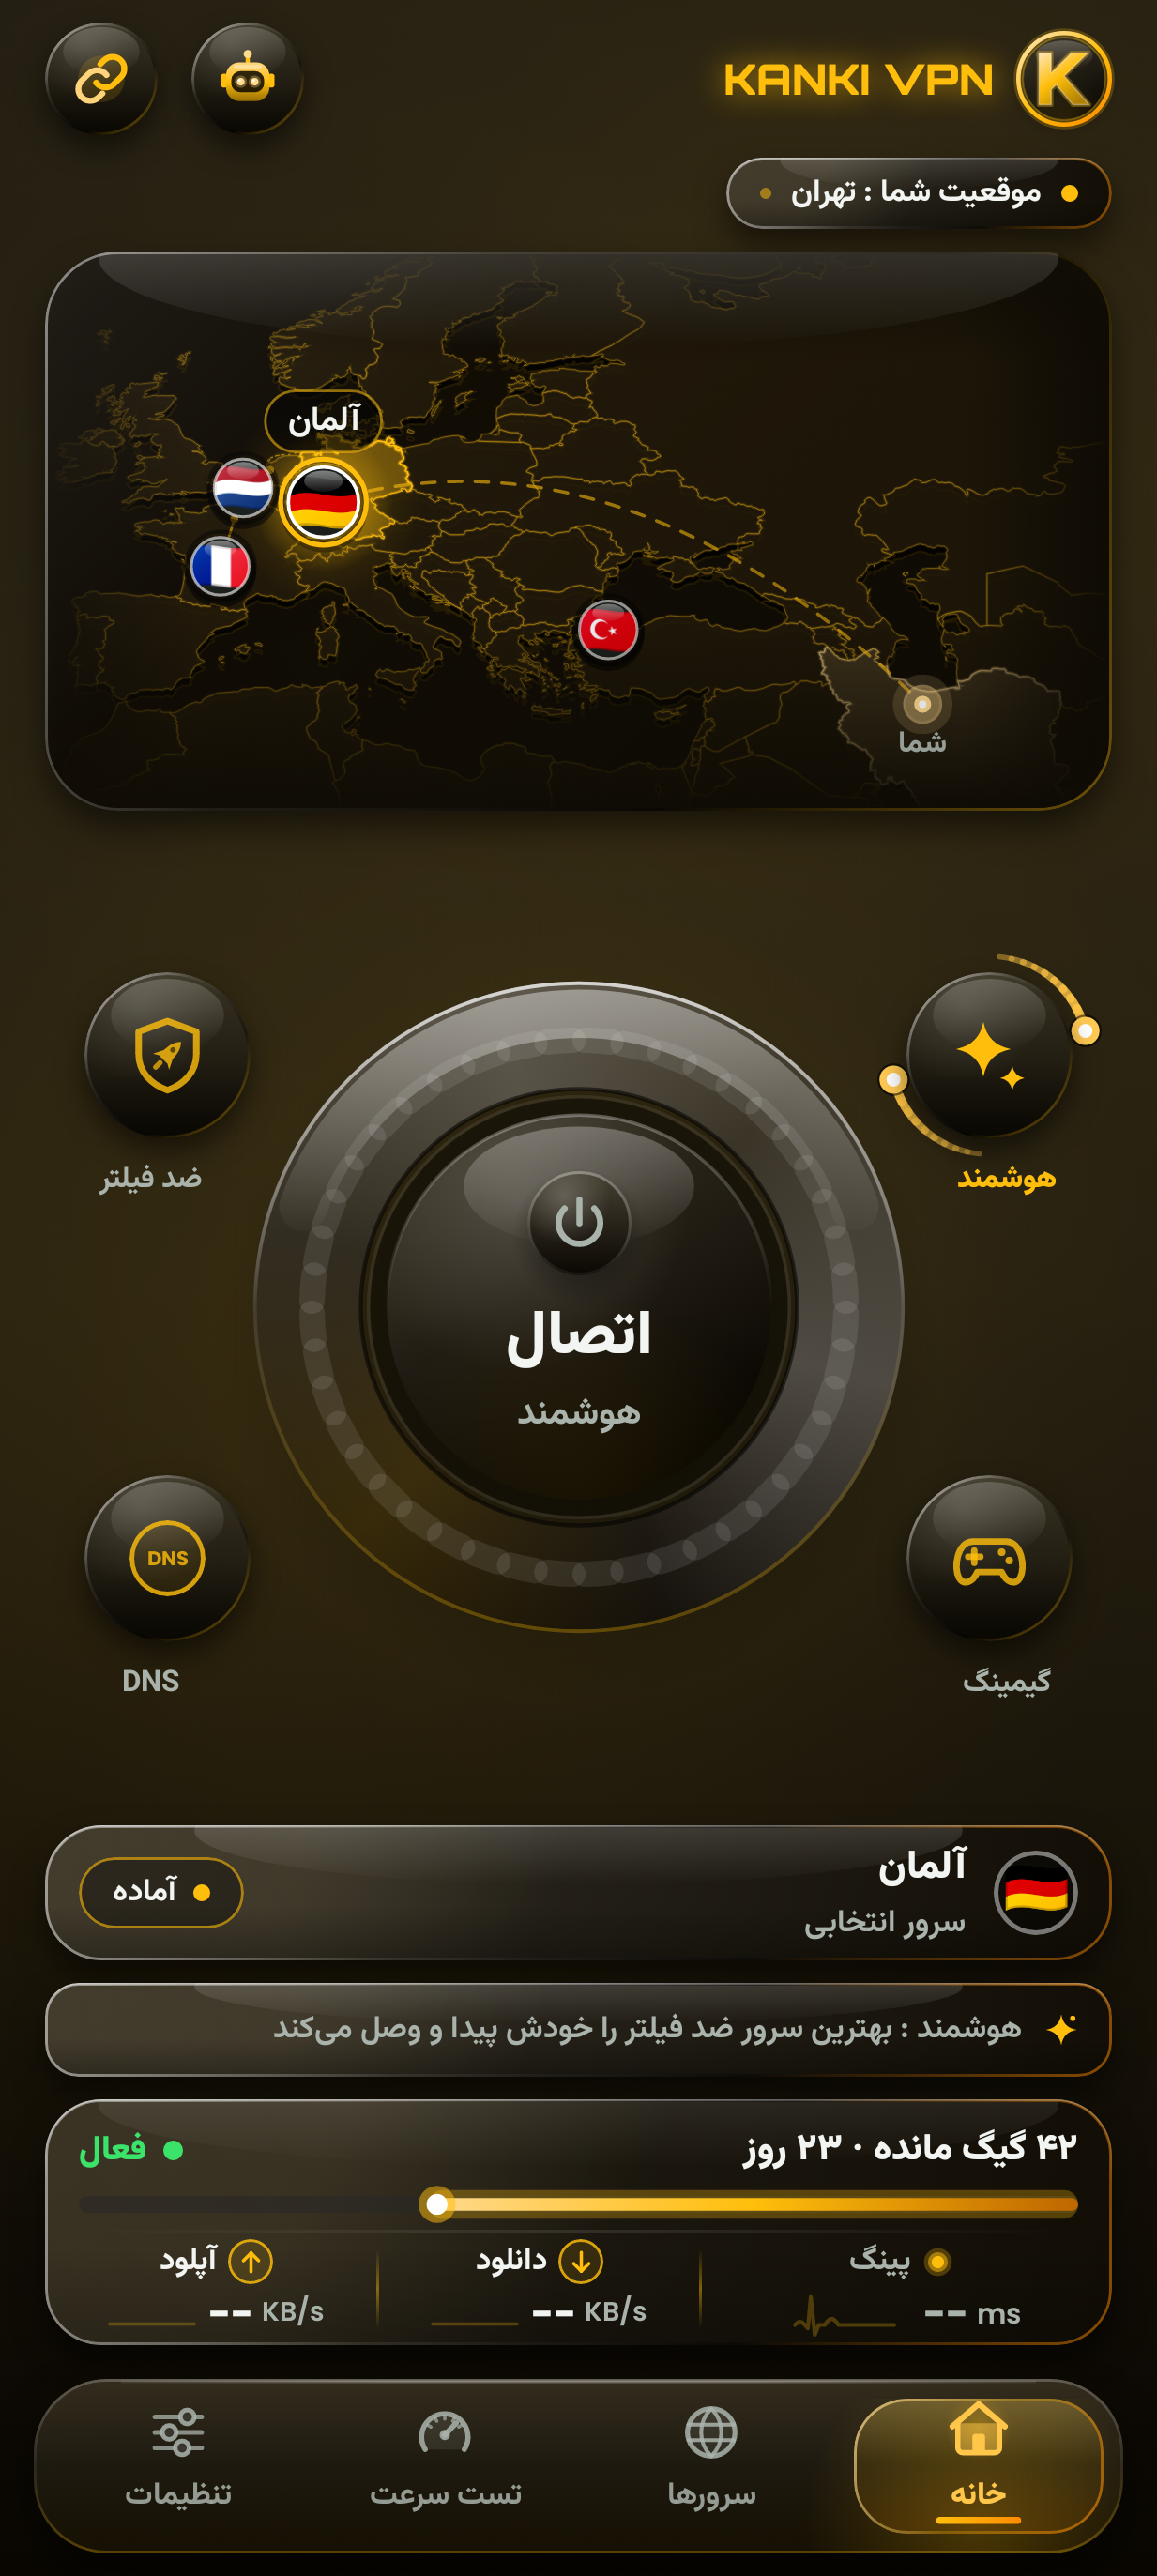 KANKI VPN
K
موقعیت شما : تهران
آلمان
شما
هوشمند
ضد فیلتر
اتصال
هوشمند
گیمینگ
DNS
DNS
آلمان
سرور انتخابی
آماده
هوشمند : بهترین سرور ضد فیلتر را خودش پیدا و وصل می‌کند
۴۲ گیگ مانده · ۲۳ روز
فعال
پینگ
-- ms
دانلود
-- KB/s
آپلود
-- KB/s
خانه
سرورها
تست سرعت
تنظیمات